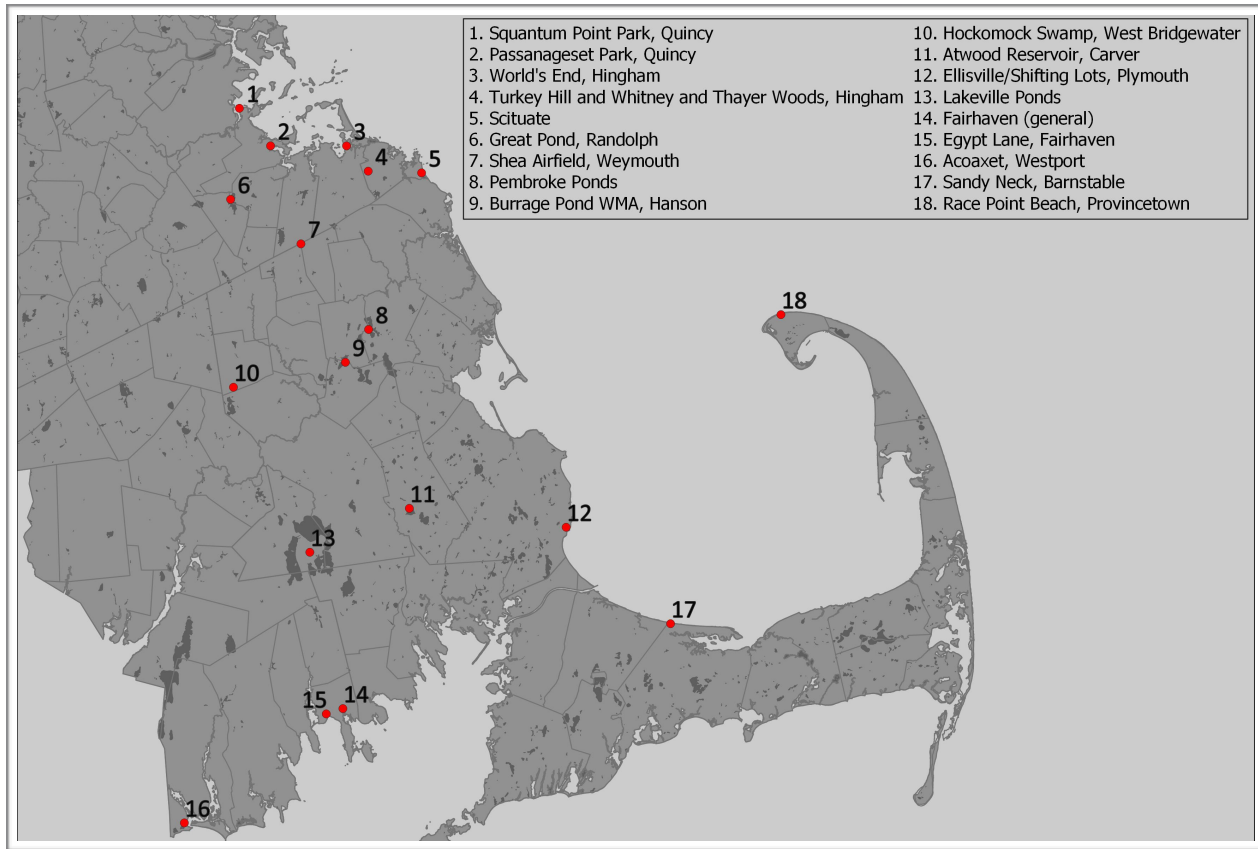 1. Squantum Point Park, Quincy
2. Passanageset Park, Quincy
3. World's End, Hingham
4. Turkey Hill and Whitney and Thayer Woods, Hingham
5. Scituate
6. Great Pond, Randolph
7. Shea Airfield, Weymouth
8. Pembroke Ponds
9. Burrage Pond WMA, Hanson
10. Hockomock Swamp, West Bridgewater
11. Atwood Reservoir, Carver
12. Ellisville/Shifting Lots, Plymouth
13. Lakeville Ponds
14. Fairhaven (general)
15. Egypt Lane, Fairhaven
16. Acoaxet, Westport
17. Sandy Neck, Barnstable
18. Race Point Beach, Provincetown
1
2
3
4
5
6
7
18
8
9
10
11
12
13
17
15
14
16